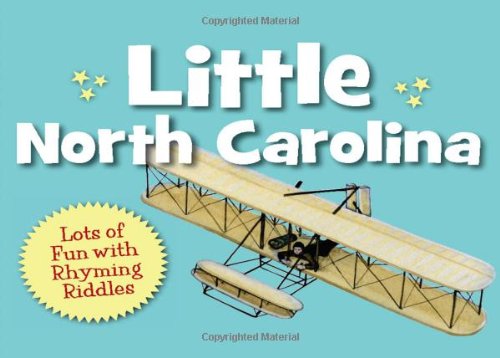 Copyrighted Material
Little
North Carolina
Lots of
Fun with
Rhyming
Riddles
Copyrighted Material